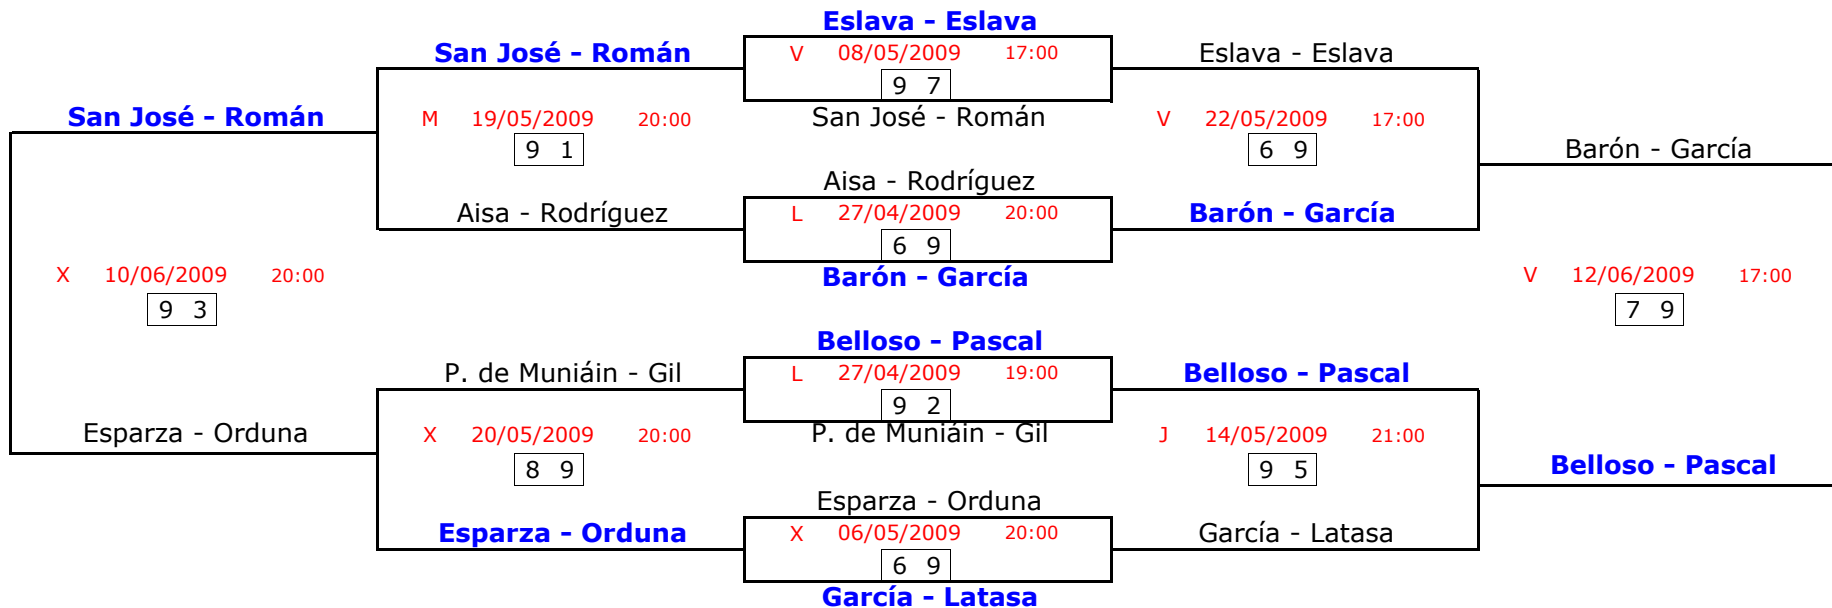 Eslava - Eslava
San José - Román V 08/05/2009 17:00 Eslava - Eslava
9 7
San José - Román M 19/05/2009 20:00 San José - Román V 22/05/2009 17:00
9 1 6 9 Barón - García
Aisa - Rodríguez
Aisa - Rodríguez L 27/04/2009 20:00 Barón - García
6 9
X 10/06/2009 20:00 Barón - García V 12/06/2009 17:00
9 3 7 9
Belloso - Pascal
P. de Muniáin - Gil L 27/04/2009 19:00 Belloso - Pascal
9 2
Esparza - Orduna X 20/05/2009 20:00 P. de Muniáin - Gil J 14/05/2009 21:00
8 9 9 5 Belloso - Pascal
Esparza - Orduna
Esparza - Orduna X 06/05/2009 20:00 García - Latasa
6 9
García - Latasa